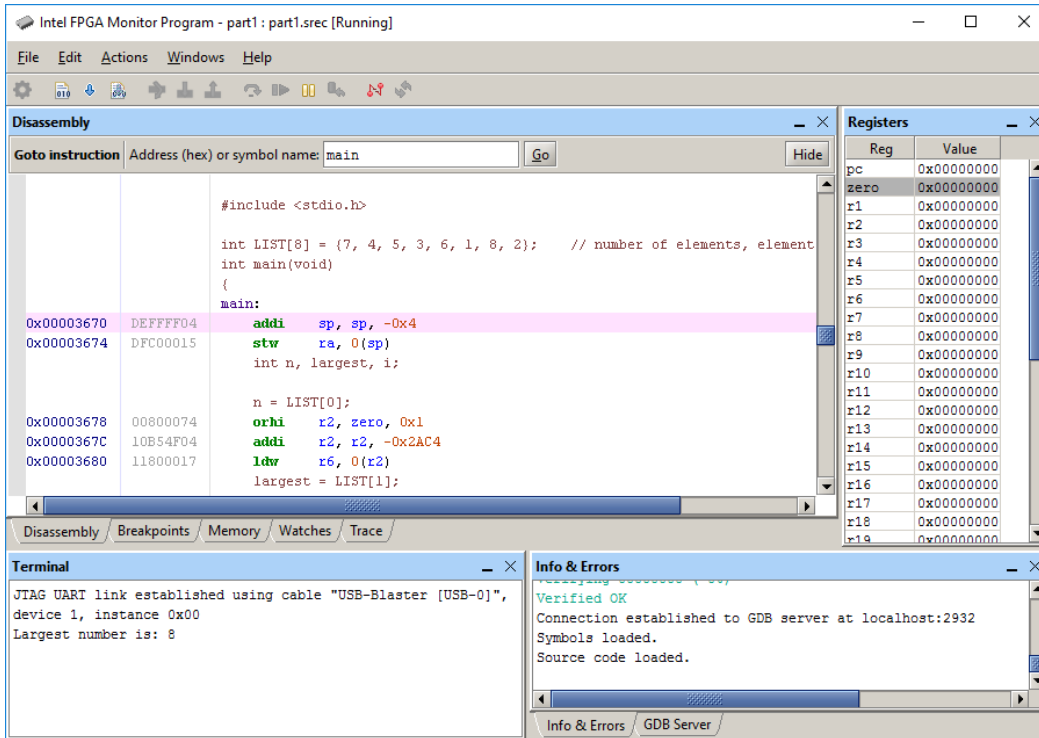 Intel FPGA Monitor Program - part1 : part1.srec [Running]
File Edit Actions Windows Help
Disassembly
Goto instruction Address (hex) or symbol name: main Go Hide
#include <stdio.h>
int LIST[8] = {7, 4, 5, 3, 6, 1, 8, 2}; // number of elements, element
int main(void)
{
main:
0x00003670 DEFFFF04 addi sp, sp, -0x4
0x00003674 DFC00015 stw ra, 0(sp)
int n, largest, i;
n = LIST[0];
0x00003678 00800074 orhi r2, zero, 0x1
0x0000367C 10B54F04 addi r2, r2, -0x2AC4
0x00003680 11800017 ldw r6, 0(r2)
largest = LIST[1];
Disassembly Breakpoints Memory Watches Trace
Registers
Reg Value
pc 0x00000000
zero 0x00000000
r1 0x00000000
r2 0x00000000
r3 0x00000000
r4 0x00000000
r5 0x00000000
r6 0x00000000
r7 0x00000000
r8 0x00000000
r9 0x00000000
r10 0x00000000
r11 0x00000000
r12 0x00000000
r13 0x00000000
r14 0x00000000
r15 0x00000000
r16 0x00000000
r17 0x00000000
r18 0x00000000
r19 0x00000000
Terminal
JTAG UART link established using cable "USB-Blaster [USB-0]",
device 1, instance 0x00
Largest number is: 8
Info & Errors
Verified OK
Connection established to GDB server at localhost:2932
Symbols loaded.
Source code loaded.
Info & Errors GDB Server